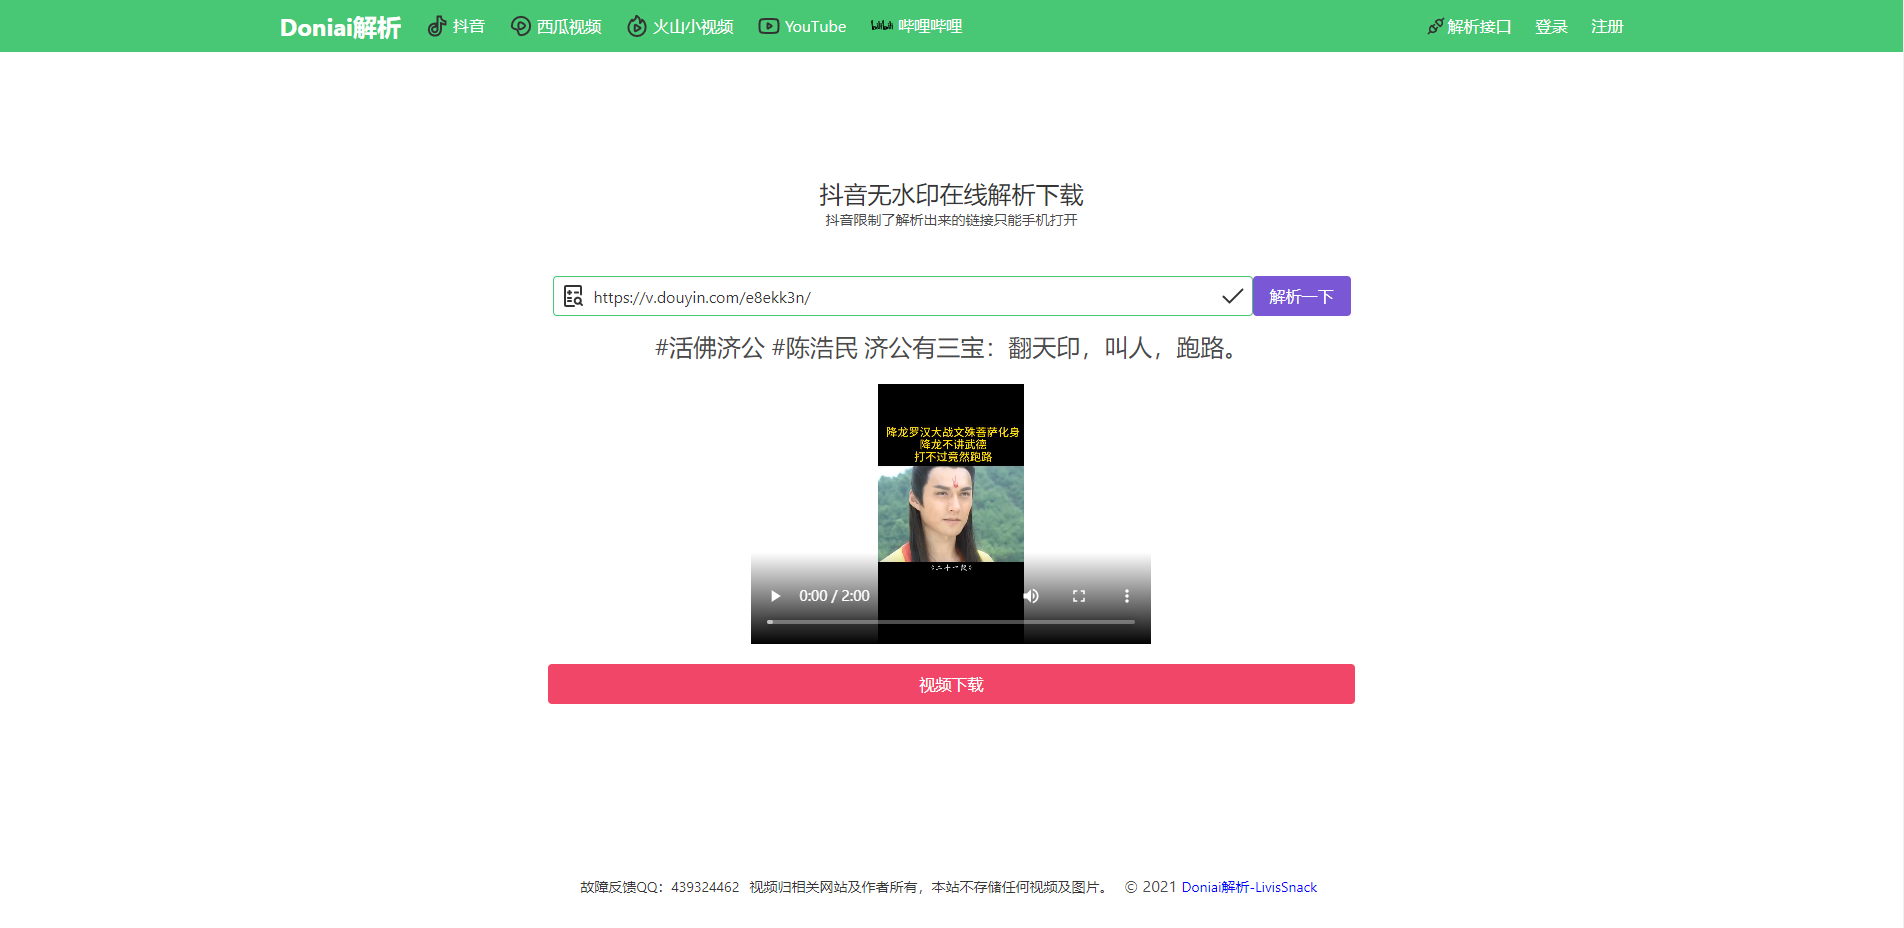 Doniai解析 抖音 西瓜视频 火山小视频 YouTube 哔哩哔哩 解析接口 登录 注册
抖音无水印在线解析下载
抖音限制了解析出来的链接只能手机打开
https://v.douyin.com/e8ekk3n/ 解析一下
#活佛济公 #陈浩民 济公有三宝：翻天印，叫人，跑路。
降龙罗汉大战文殊菩萨化身
降龙不讲武德
打不过竟然跑路
0:00 / 2:00
视频下载
故障反馈QQ：439324462 视频归相关网站及作者所有，本站不存储任何视频及图片。 © 2021 Doniai解析-LivisSnack